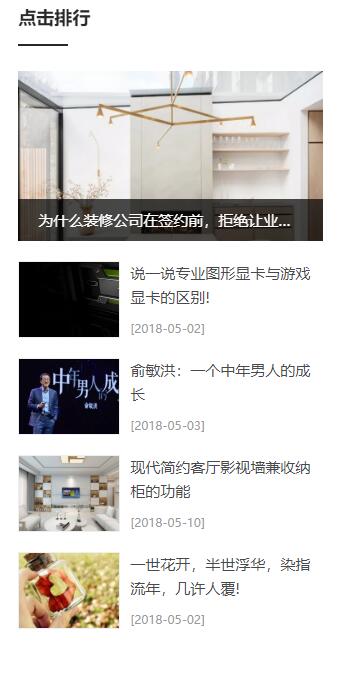 点击排行
为什么装修公司在签约前，拒绝让业...
说一说专业图形显卡与游戏
显卡的区别!
[2018-05-02]
中年男人成
俞敏洪
俞敏洪：一个中年男人的成
长
[2018-05-03]
现代简约客厅影视墙兼收纳
柜的功能
[2018-05-10]
一世花开，半世浮华，染指
流年，几许人覆!
[2018-05-02]